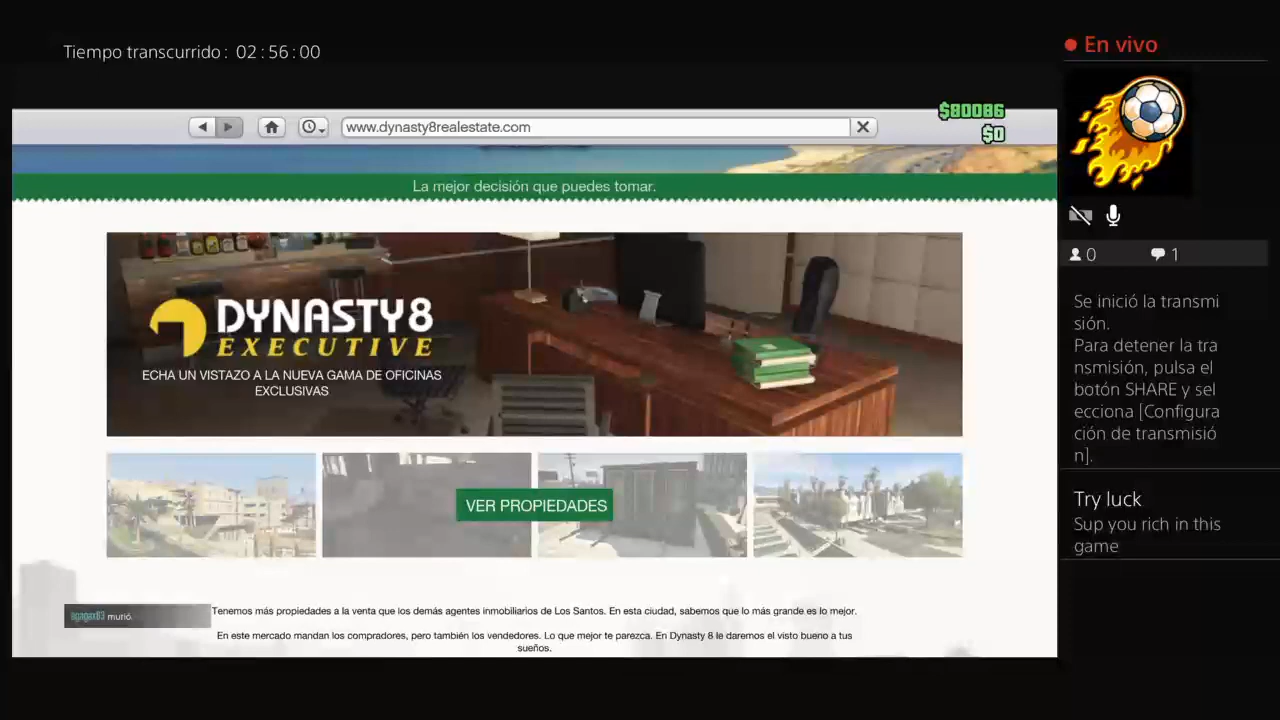 Tiempo transcurrido: 02:56:00
En vivo
$80086
$0
www.dynasty8realestate.com
La mejor decisión que puedes tomar.
DYNASTY8
EXECUTIVE
ECHA UN VISTAZO A LA NUEVA GAMA DE OFICINAS
EXCLUSIVAS
VER PROPIEDADES
murió.
Tenemos más propiedades a la venta que los demás agentes inmobiliarios de Los Santos. En esta ciudad, sabemos que lo más grande es lo mejor.
En este mercado mandan los compradores, pero también los vendedores. Lo que mejor te parezca. En Dynasty 8 le daremos el visto bueno a tus
sueños.
0
1
Se inició la transmi
sión.
Para detener la tra
nsmisión, pulsa el
botón SHARE y sel
ecciona [Configura
ción de transmisió
n].
Try luck
Sup you rich in this
game